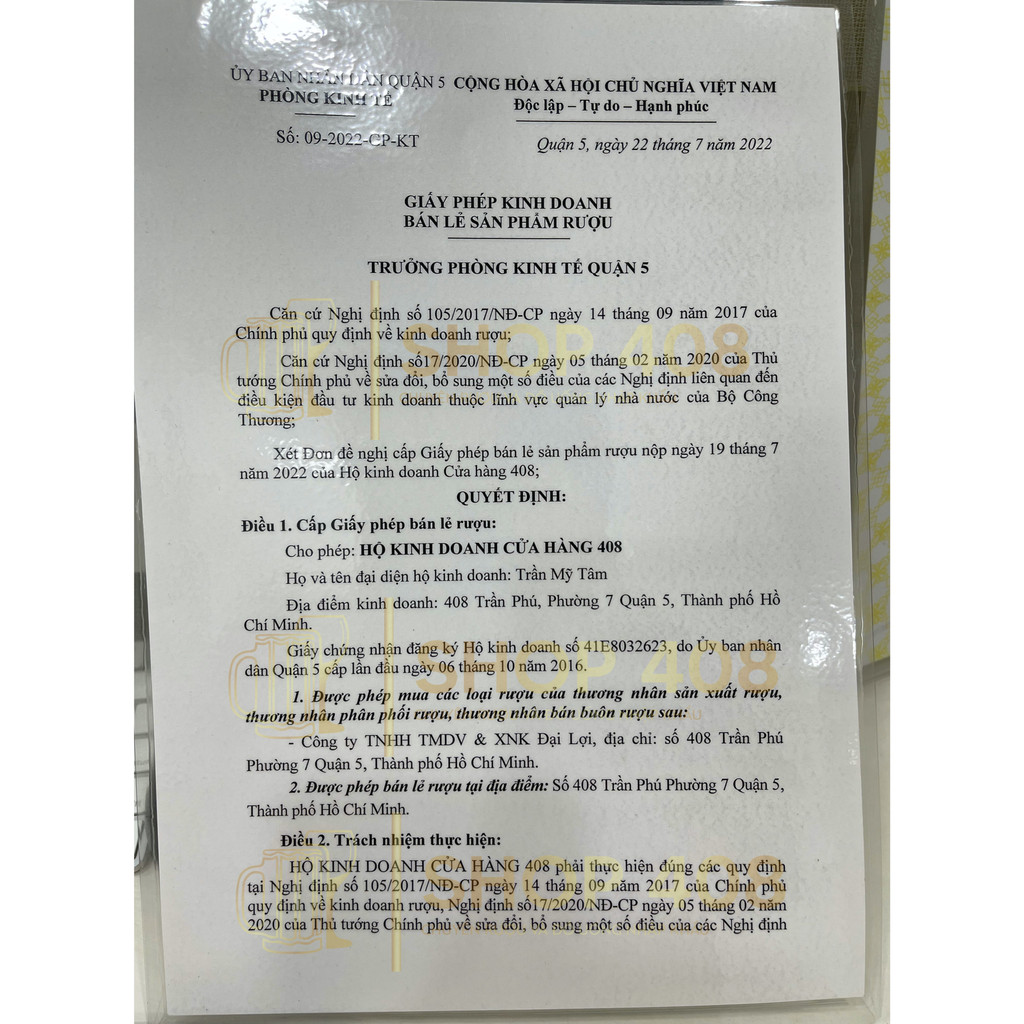 ỦY BAN NHÂN DÂN QUẬN 5 CỘNG HÒA XÃ HỘI CHỦ NGHĨA VIỆT NAM
PHÒNG KINH TẾ Độc lập – Tự do – Hạnh phúc
Số: 09-2022-GP-KT Quận 5, ngày 22 tháng 7 năm 2022
GIẤY PHÉP KINH DOANH
BÁN LẺ SẢN PHẨM RƯỢU
TRƯỞNG PHÒNG KINH TẾ QUẬN 5
Căn cứ Nghị định số 105/2017/NĐ-CP ngày 14 tháng 09 năm 2017 của
Chính phủ quy định về kinh doanh rượu;
Căn cứ Nghị định số17/2020/NĐ-CP ngày 05 tháng 02 năm 2020 của Thủ
tướng Chính phủ về sửa đổi, bổ sung một số điều của các Nghị định liên quan đến
điều kiện đầu tư kinh doanh thuộc lĩnh vực quản lý nhà nước của Bộ Công
Thương;
Xét Đơn đề nghị cấp Giấy phép bán lẻ sản phẩm rượu nộp ngày 19 tháng 7
năm 2022 của Hộ kinh doanh Cửa hàng 408;
QUYẾT ĐỊNH:
Điều 1. Cấp Giấy phép bán lẻ rượu:
Cho phép: HỘ KINH DOANH CỬA HÀNG 408
Họ và tên đại diện hộ kinh doanh: Trần Mỹ Tâm
Địa điểm kinh doanh: 408 Trần Phú, Phường 7 Quận 5, Thành phố Hồ
Chí Minh.
Giấy chứng nhận đăng ký Hộ kinh doanh số 41E8032623, do Ủy ban nhân
dân Quận 5 cấp lần đầu ngày 06 tháng 10 năm 2016.
1. Được phép mua các loại rượu của thương nhân sản xuất rượu,
thương nhân phân phối rượu, thương nhân bán buôn rượu sau:
- Công ty TNHH TMDV & XNK Đại Lợi, địa chỉ: số 408 Trần Phú
Phường 7 Quận 5, Thành phố Hồ Chí Minh.
2. Được phép bán lẻ rượu tại địa điểm: Số 408 Trần Phú Phường 7 Quận 5,
Thành phố Hồ Chí Minh.
Điều 2. Trách nhiệm thực hiện:
HỘ KINH DOANH CỬA HÀNG 408 phải thực hiện đúng các quy định
tại Nghị định số 105/2017/NĐ-CP ngày 14 tháng 09 năm 2017 của Chính phủ
quy định về kinh doanh rượu, Nghị định số17/2020/NĐ-CP ngày 05 tháng 02 năm
2020 của Thủ tướng Chính phủ về sửa đổi, bổ sung một số điều của các Nghị định
SHOP 408
SHOP 408
SHOP 408